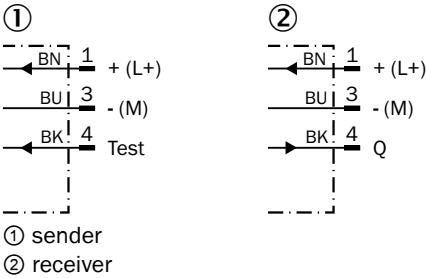 ① ②
BN 1 + (L+) BN 1 + (L+)
BU 3 - (M) BU 3 - (M)
BK 4 Test BK 4 Q
① sender
② receiver